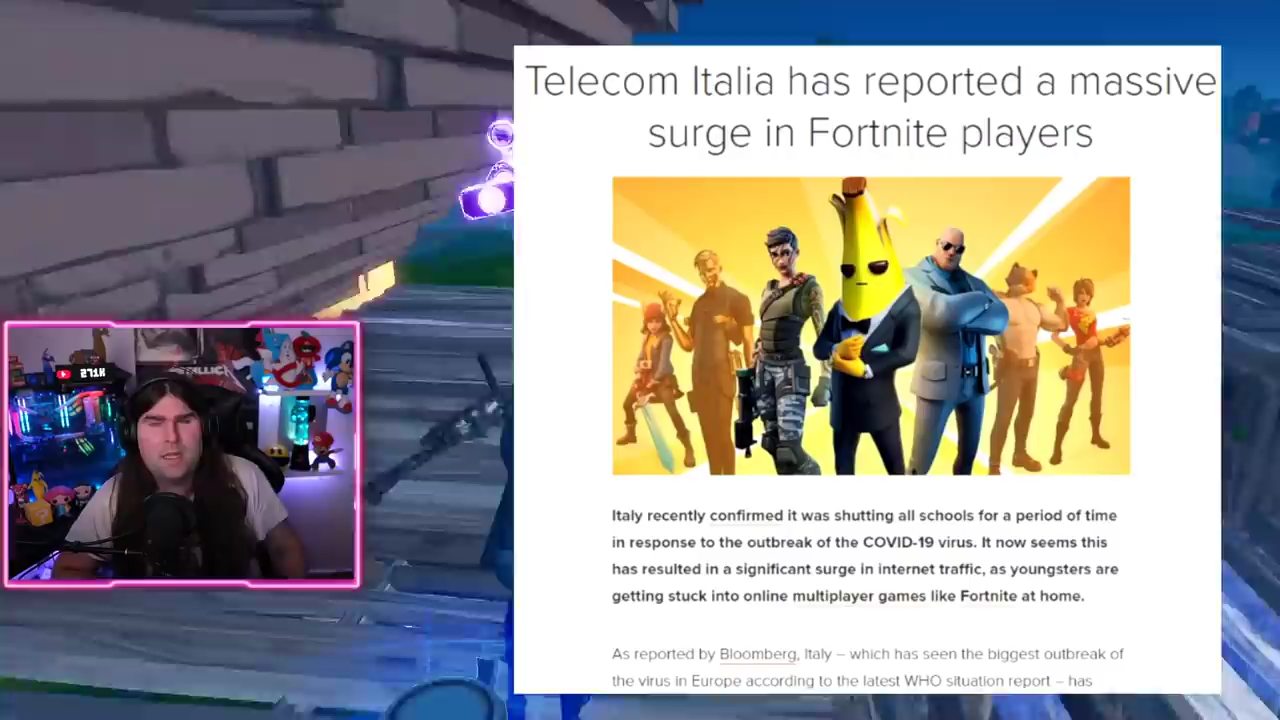 Telecom Italia has reported a massive
surge in Fortnite players
271K
METALLICA
Italy recently confirmed it was shutting all schools for a period of time
in response to the outbreak of the COVID-19 virus. It now seems this
has resulted in a significant surge in internet traffic, as youngsters are
getting stuck into online multiplayer games like Fortnite at home.
As reported by Bloomberg, Italy – which has seen the biggest outbreak of
the virus in Europe according to the latest WHO situation report – has